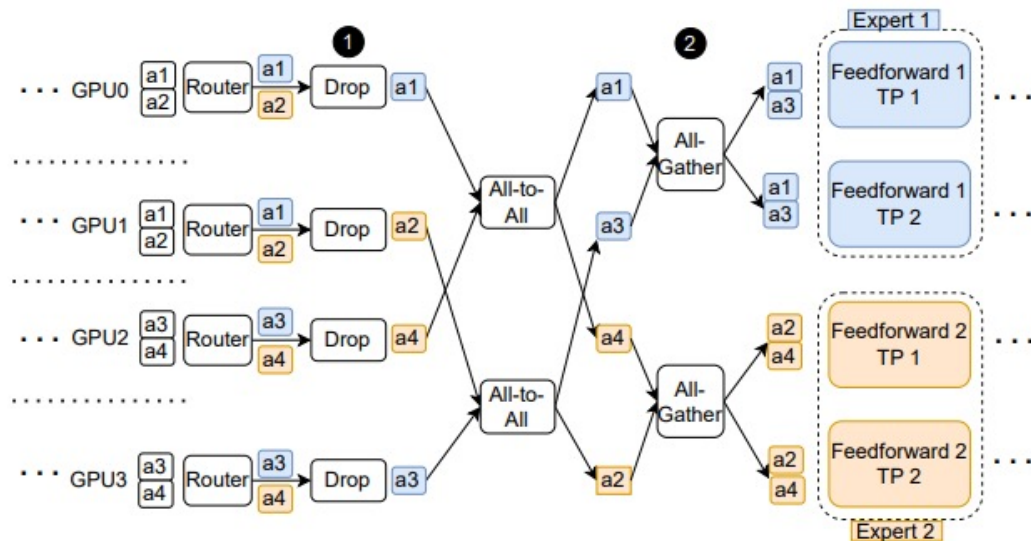 1
2
Expert 1
... GPU0
a1
a2
Router
a1
a2
Drop
a1
a1
All-
Gather
a1
a3
Feedforward 1
TP 1
...
... GPU1
a1
a2
Router
a1
a2
Drop
a2
All-to-
All
a3
a1
a3
Feedforward 1
TP 2
...
... GPU2
a3
a4
Router
a3
a4
Drop
a4
a4
a2
a4
Feedforward 2
TP 1
...
... GPU3
a3
a4
Router
a3
a4
Drop
a3
All-to-
All
a2
All-
Gather
a2
a4
Feedforward 2
TP 2
...
Expert 2